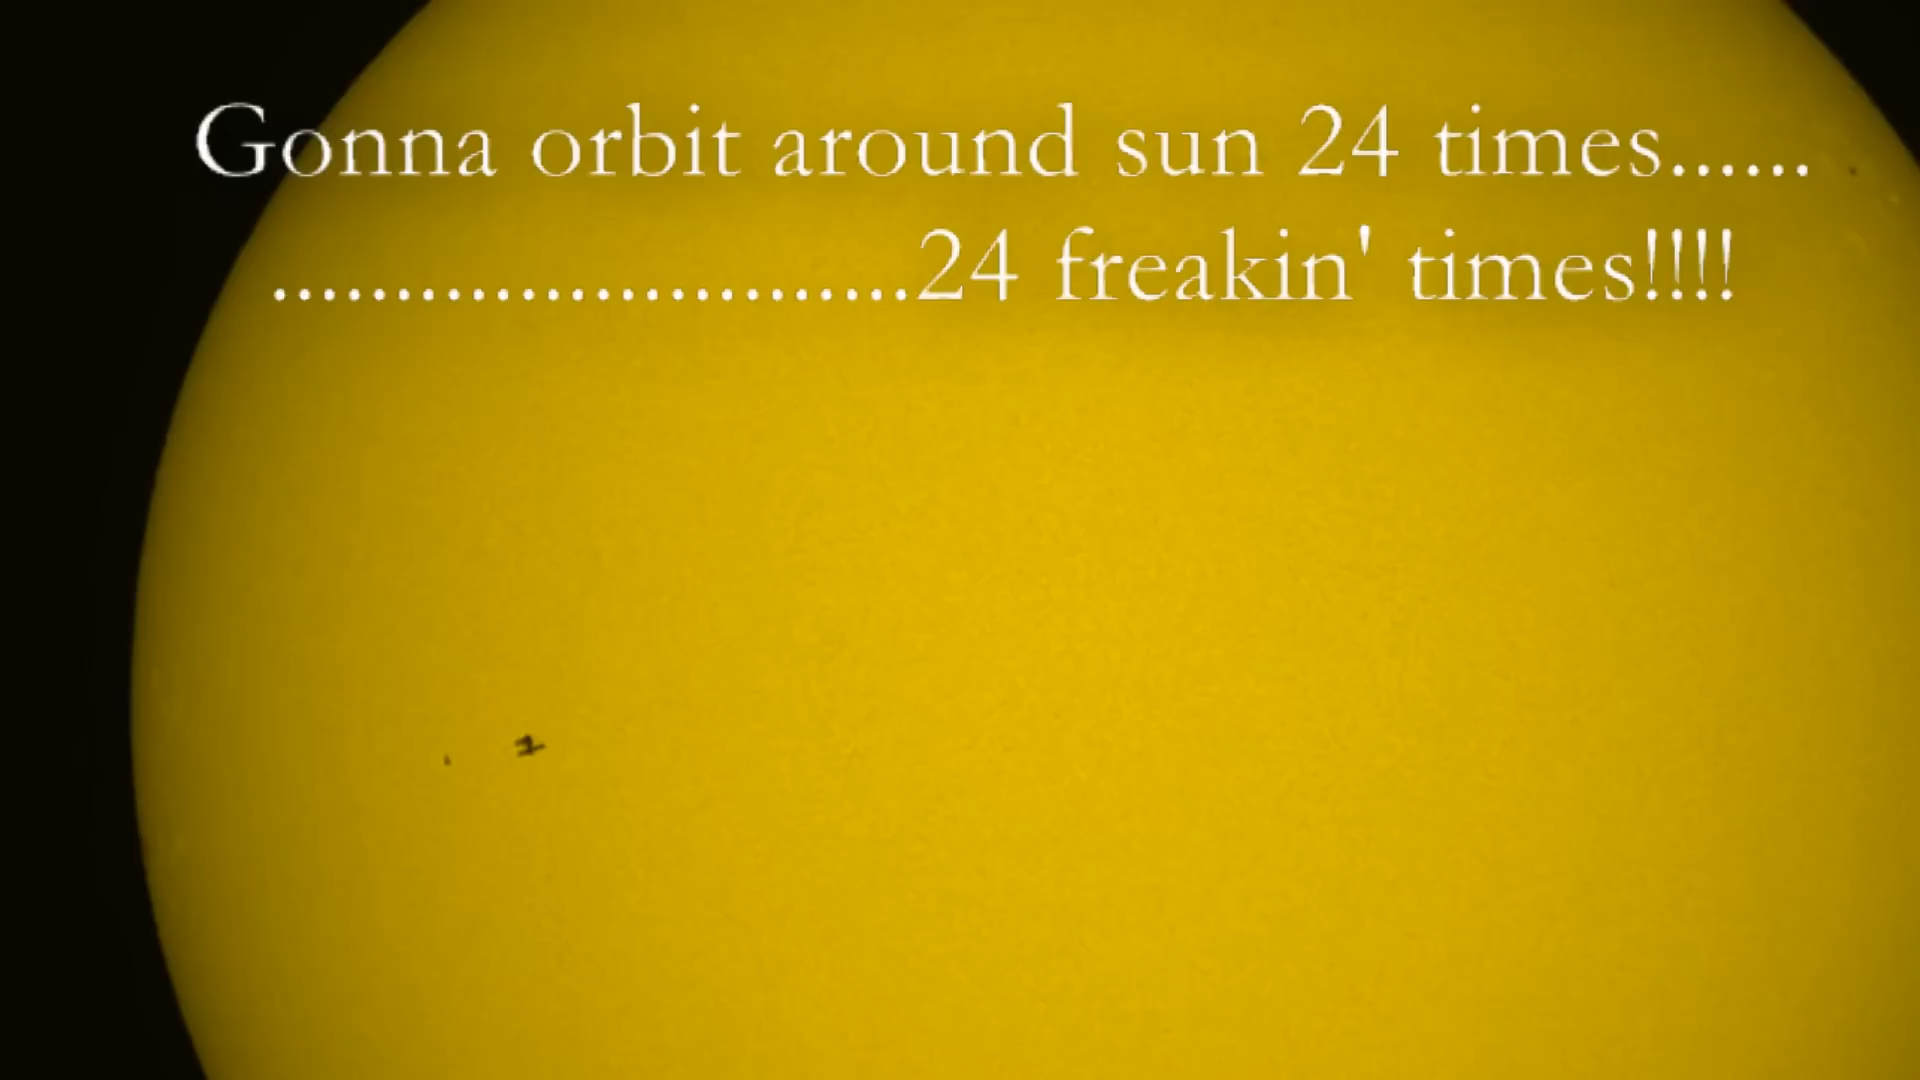 Gonna orbit around sun 24 times......
..........................24 freakin' times!!!!